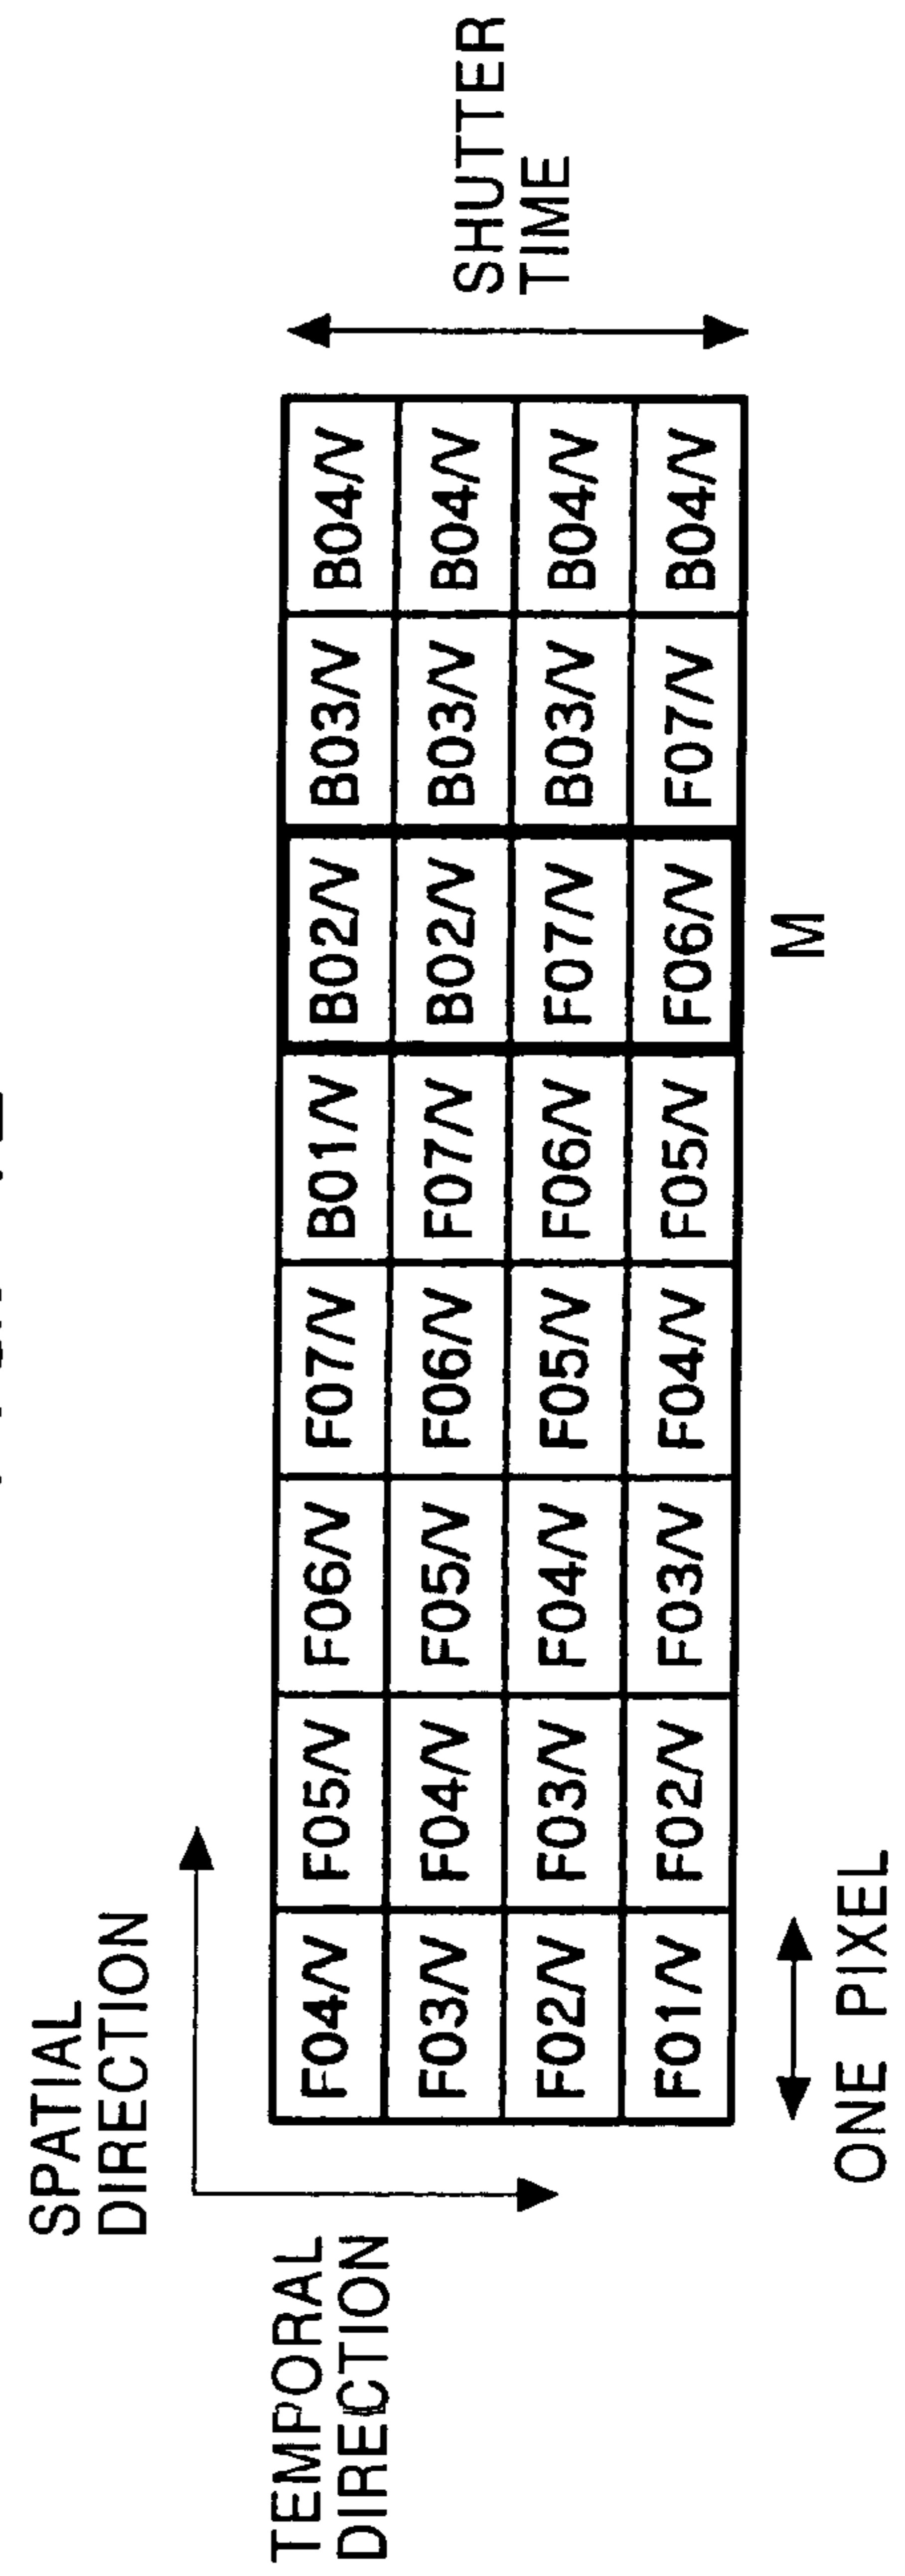 SPATIAL
DIRECTION
TEMPORAL
DIRECTION
F04/V F05/V F06/V F07/V B01/V B02/V B03/V B04/V
F03/V F04/V F05/V F06/V F07/V B02/V B03/V B04/V
F02/V F03/V F04/V F05/V F06/V F07/V B03/V B04/V
F01/V F02/V F03/V F04/V F05/V F06/V F07/V B04/V
SHUTTER
TIME
ONE PIXEL
M